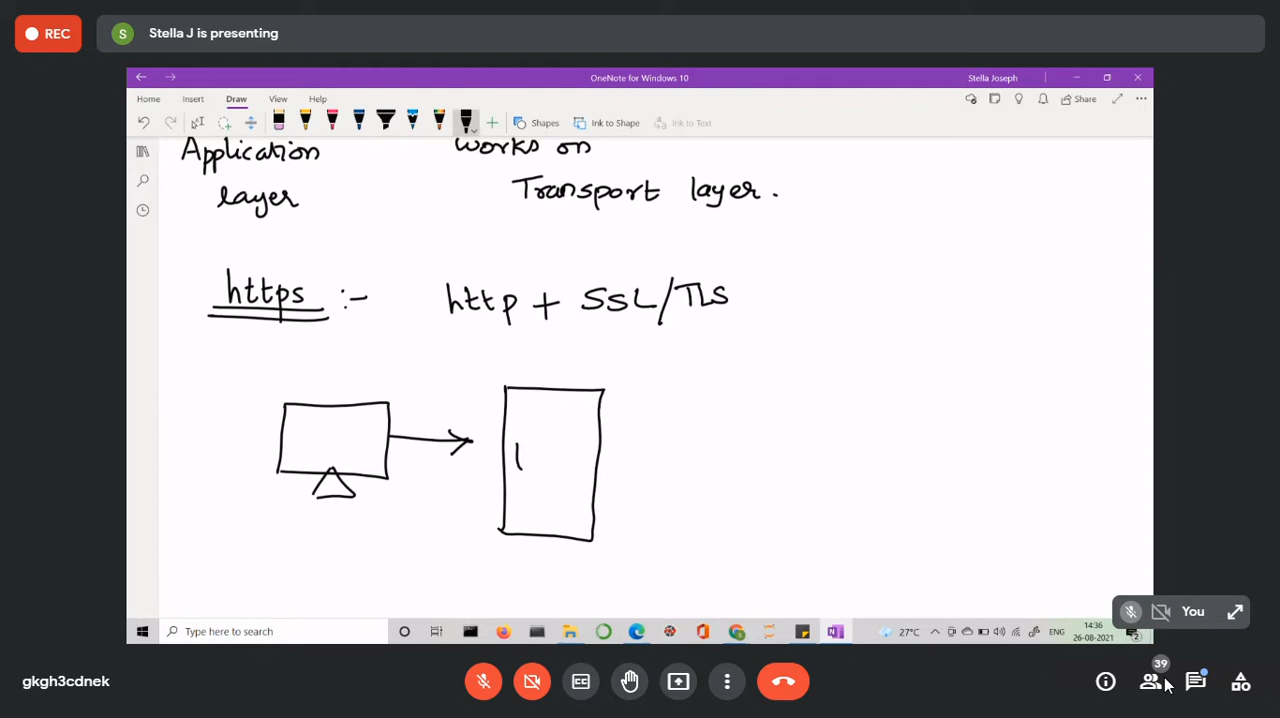 REC
S Stella J is presenting
OneNote for Windows 10
Stella Joseph
Home Insert Draw View Help
Share
Shapes Ink to Shape Ink to Text
Application works on
layer Transport layer.
https :- http + SSL/TLS
You
Type here to search
27°C ENG 14:36
26-08-2021
2
39
gkgh3cdnek
CC